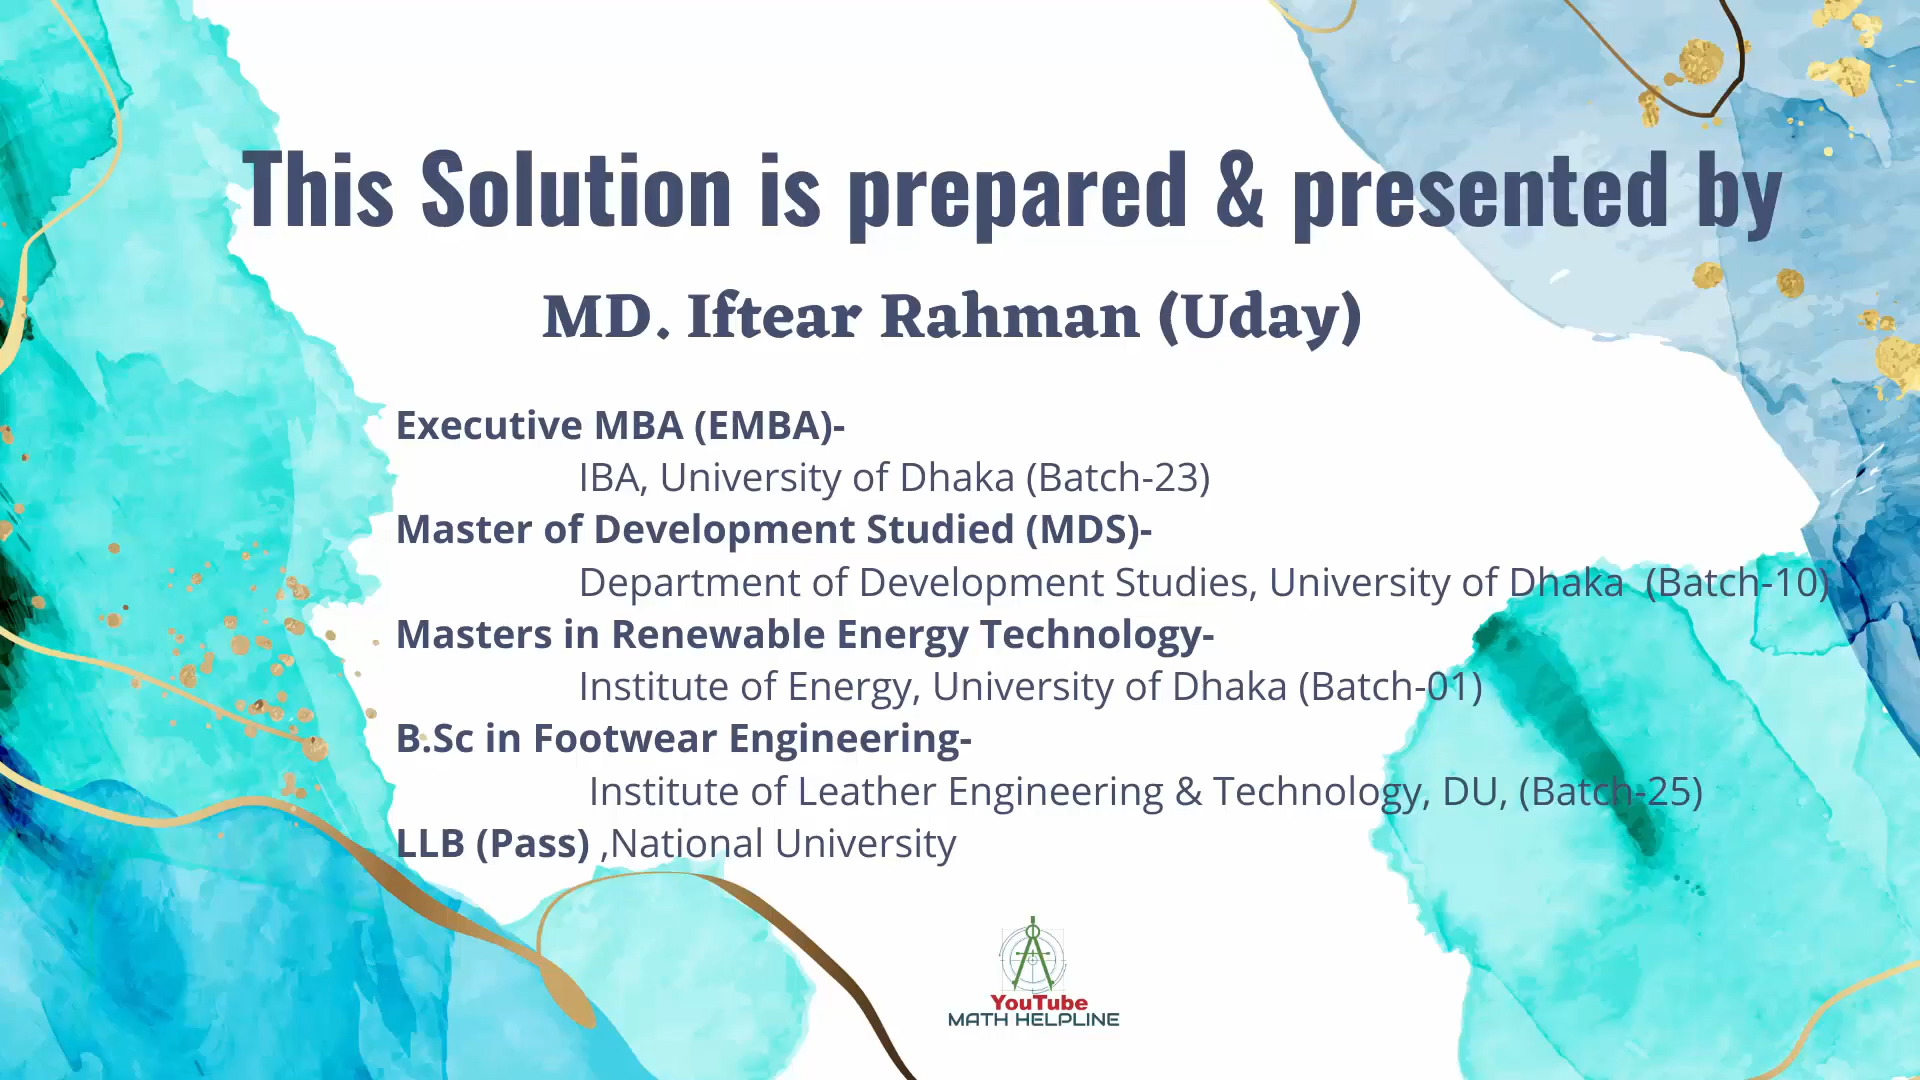 This Solution is prepared & presented by
MD. Iftear Rahman (Uday)
Executive MBA (EMBA)-
IBA, University of Dhaka (Batch-23)
Master of Development Studied (MDS)-
Department of Development Studies, University of Dhaka (Batch-10)
Masters in Renewable Energy Technology-
Institute of Energy, University of Dhaka (Batch-01)
B.Sc in Footwear Engineering-
Institute of Leather Engineering & Technology, DU, (Batch-25)
LLB (Pass) ,National University
YouTube
MATH HELPLINE